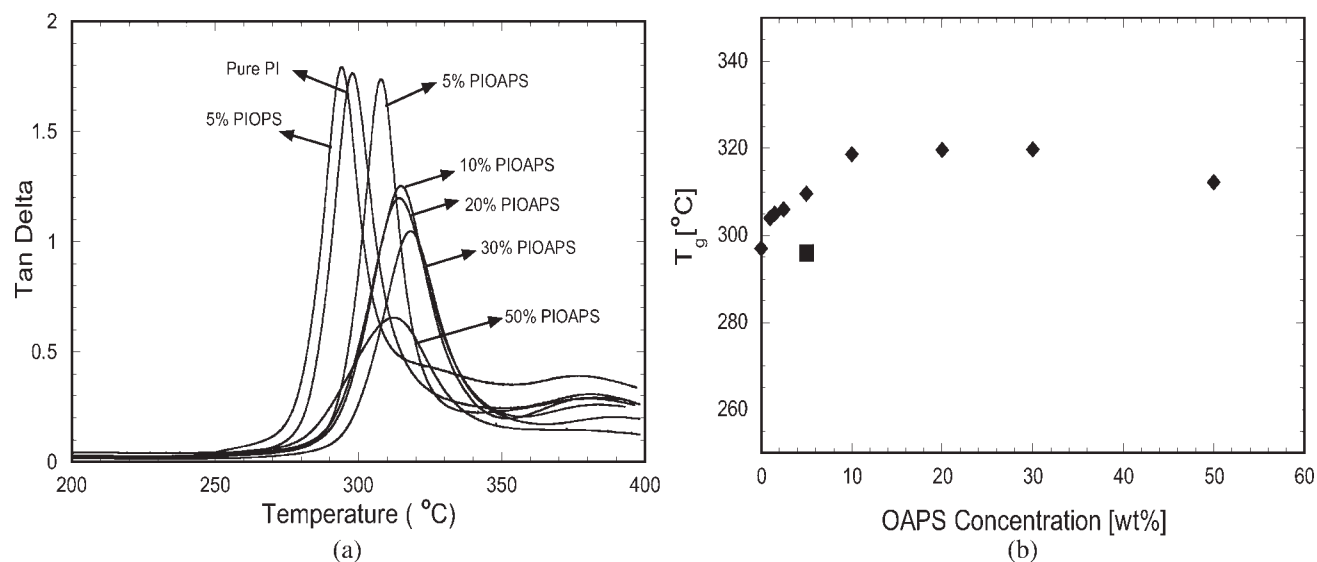 2
1.5
1
0.5
0
Tan Delta
Pure PI
5% PIOPS
5% PIOAPS
10% PIOAPS
20% PIOAPS
30% PIOAPS
50% PIOAPS
200 250 300 350 400
Temperature ( °C)
(a)
340
320
300
280
260
Tg [°C]
0 10 20 30 40 50 60
OAPS Concentration [wt%]
(b)